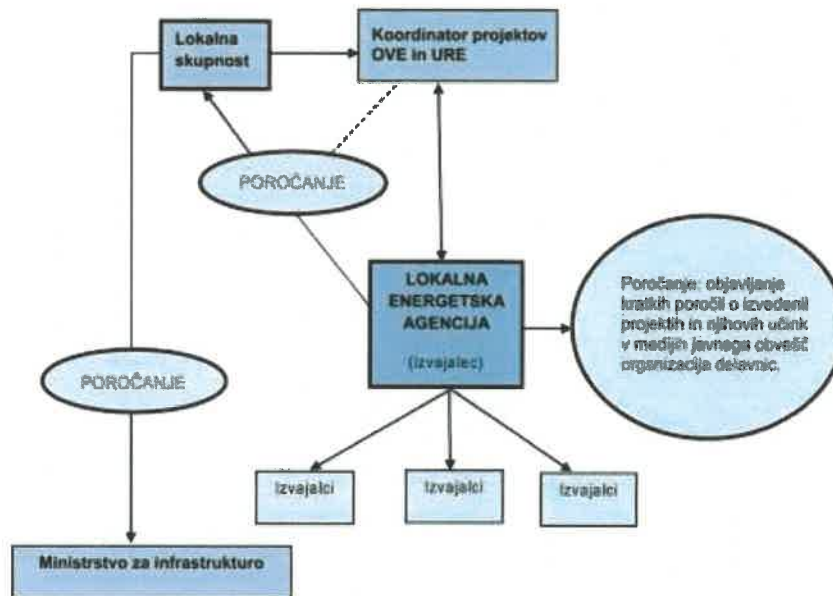 Lokalna
skupnost
Koordinator projektov
OVE in URE
POROČANJE
LOKALNA
ENERGETSKA
AGENCIJA
(izvajalec)
Poročanje: objavljanje
kratkih poročil o izvedenil
projektih in njihovih učink
v medijih javnega obvešč
organizacija delavnic.
POROČANJE
Izvajalci
Izvajalci
Izvajalci
Ministrstvo za infrastrukturo